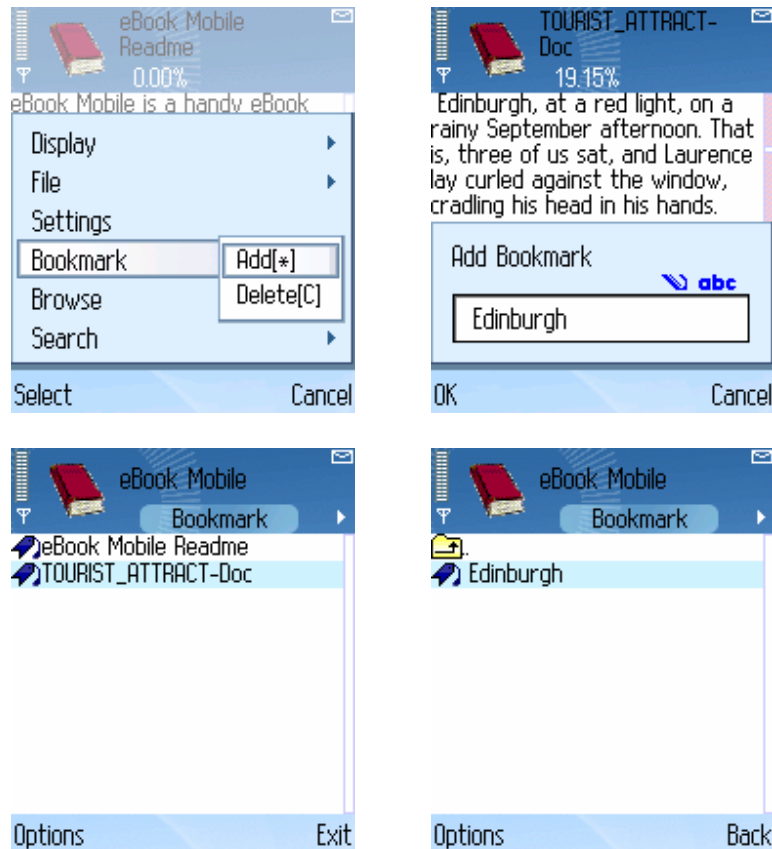 eBook Mobile
Readme
0.00%
eBook Mobile is a handy eBook
Display
File
Settings
Bookmark
Add[*]
Delete[C]
Browse
Search
Select Cancel
TOURIST_ATTRACT-
Doc
19.15%
Edinburgh, at a red light, on a
rainy September afternoon. That
is, three of us sat, and Laurence
lay curled against the window,
cradling his head in his hands.
Add Bookmark
abc
Edinburgh
OK Cancel
eBook Mobile
Bookmark
eBook Mobile Readme
TOURIST_ATTRACT-Doc
Options Exit
eBook Mobile
Bookmark
..
Edinburgh
Options Back